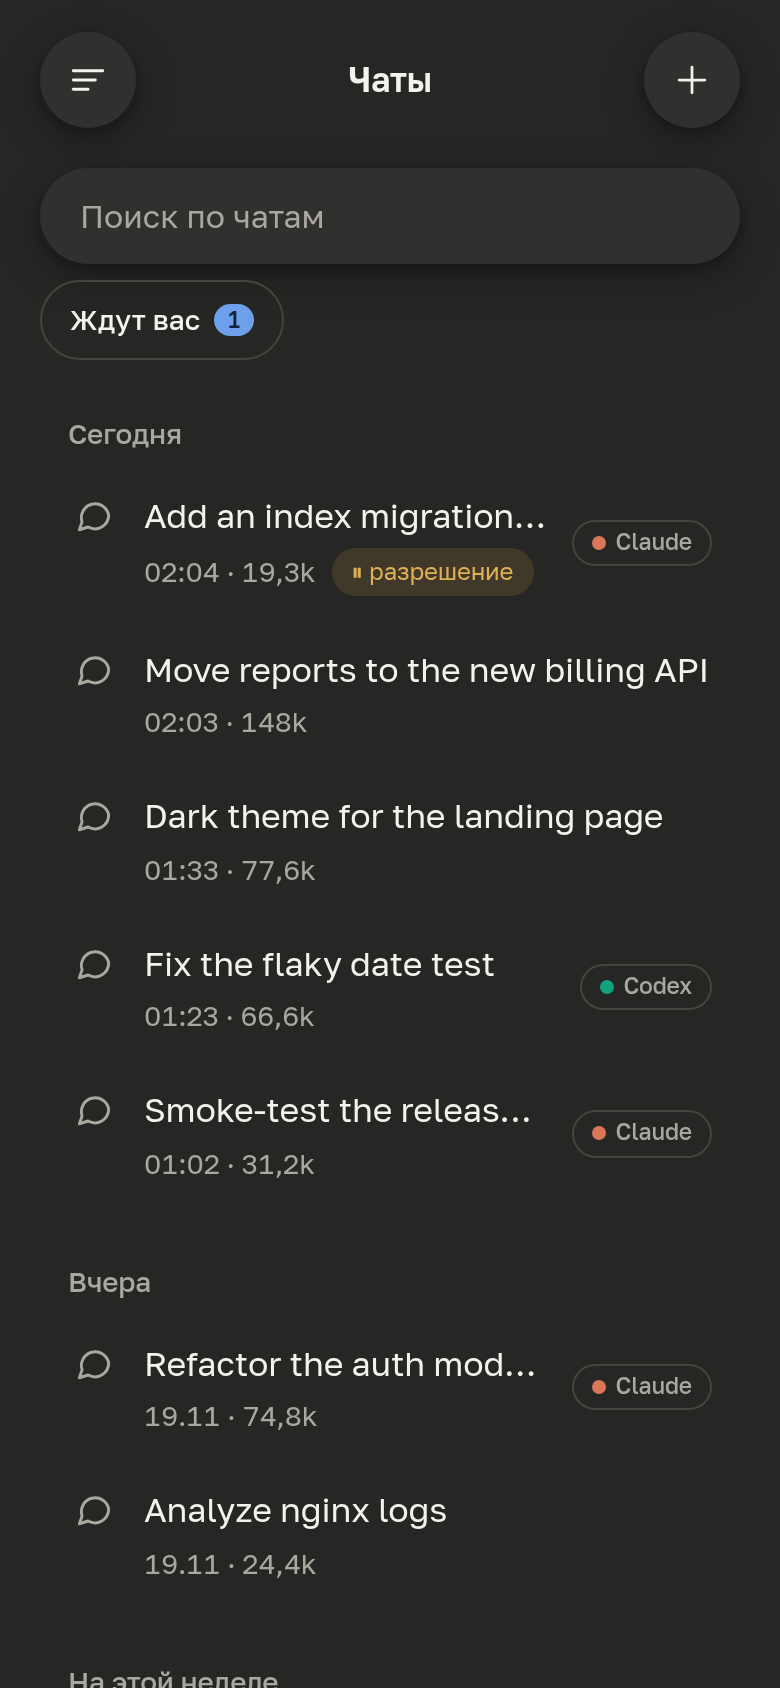 Чаты
Поиск по чатам
Ждут вас 1
Сегодня
Add an index migration…
Claude
02:04 · 19,3k разрешение
Move reports to the new billing API
02:03 · 148k
Dark theme for the landing page
01:33 · 77,6k
Fix the flaky date test
Codex
01:23 · 66,6k
Smoke-test the releas…
Claude
01:02 · 31,2k
Вчера
Refactor the auth mod…
Claude
19.11 · 74,8k
Analyze nginx logs
19.11 · 24,4k
На этой неделе